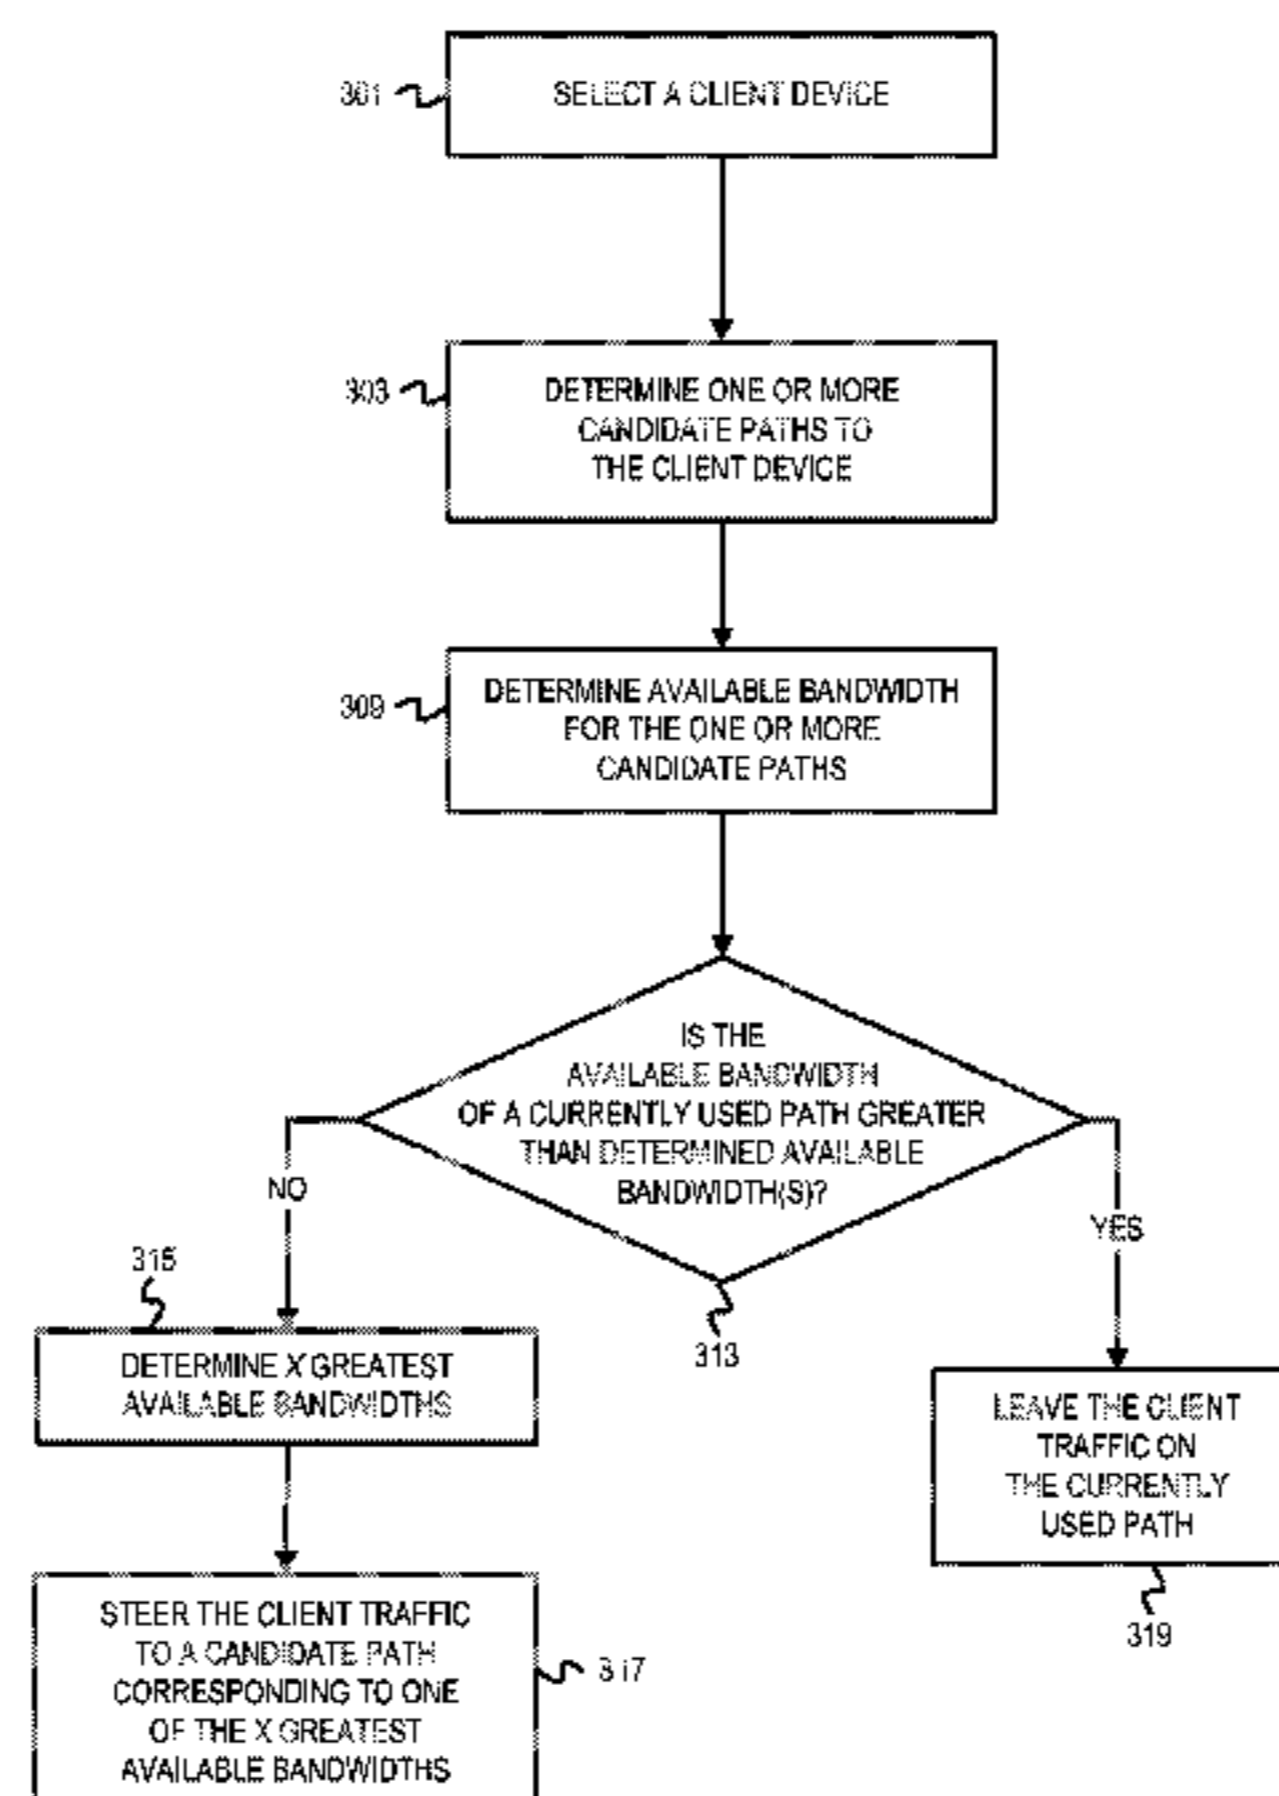 301
SELECT A CLIENT DEVICE
303
DETERMINE ONE OR MORE
CANDIDATE PATHS TO
THE CLIENT DEVICE
309
DETERMINE AVAILABLE BANDWIDTH
FOR THE ONE OR MORE
CANDIDATE PATHS
IS THE
AVAILABLE BANDWIDTH
OF A CURRENTLY USED PATH GREATER
THAN DETERMINED AVAILABLE
BANDWIDTH(S)?
313
NO
YES
315
DETERMINE X GREATEST
AVAILABLE BANDWIDTHS
STEER THE CLIENT TRAFFIC
TO A CANDIDATE PATH
CORRESPONDING TO ONE
OF THE X GREATEST
AVAILABLE BANDWIDTHS
317
LEAVE THE CLIENT
TRAFFIC ON
THE CURRENTLY
USED PATH
319